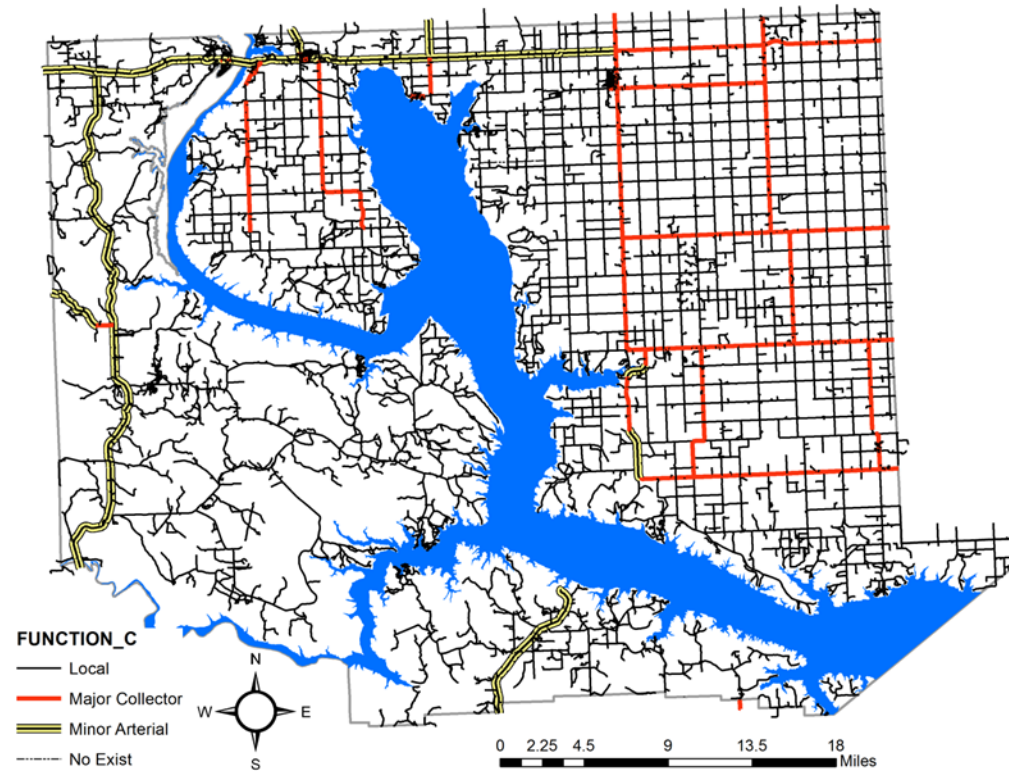 FUNCTION_C
Local
Major Collector
Minor Arterial
No Exist
N
W E
S
0 2.25 4.5 9 13.5 18
Miles